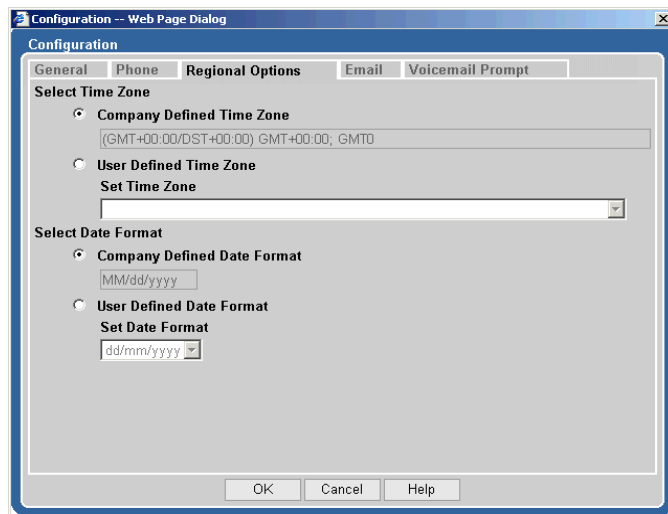 Configuration -- Web Page Dialog
Configuration
General Phone Regional Options Email Voicemail Prompt
Select Time Zone
Company Defined Time Zone
(GMT+00:00/DST+00:00) GMT+00:00; GMT0
User Defined Time Zone
Set Time Zone
Select Date Format
Company Defined Date Format
MM/dd/yyyy
User Defined Date Format
Set Date Format
dd/mm/yyyy
OK Cancel Help